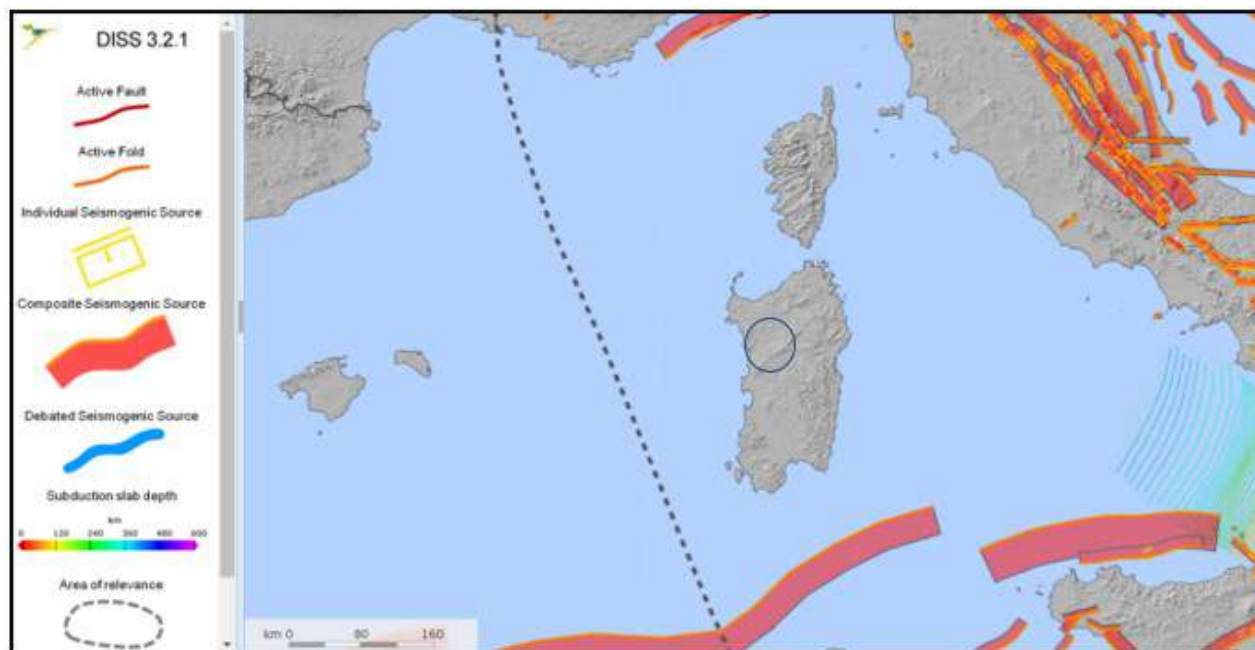 DISS 3.2.1
Active Fault
Active Fold
Individual Seismogenic Source
Composite Seismogenic Source
Debated Seismogenic Source
Subduction slab depth
km
0 120 240 360 480 600
Area of relevance
km 0 80 160